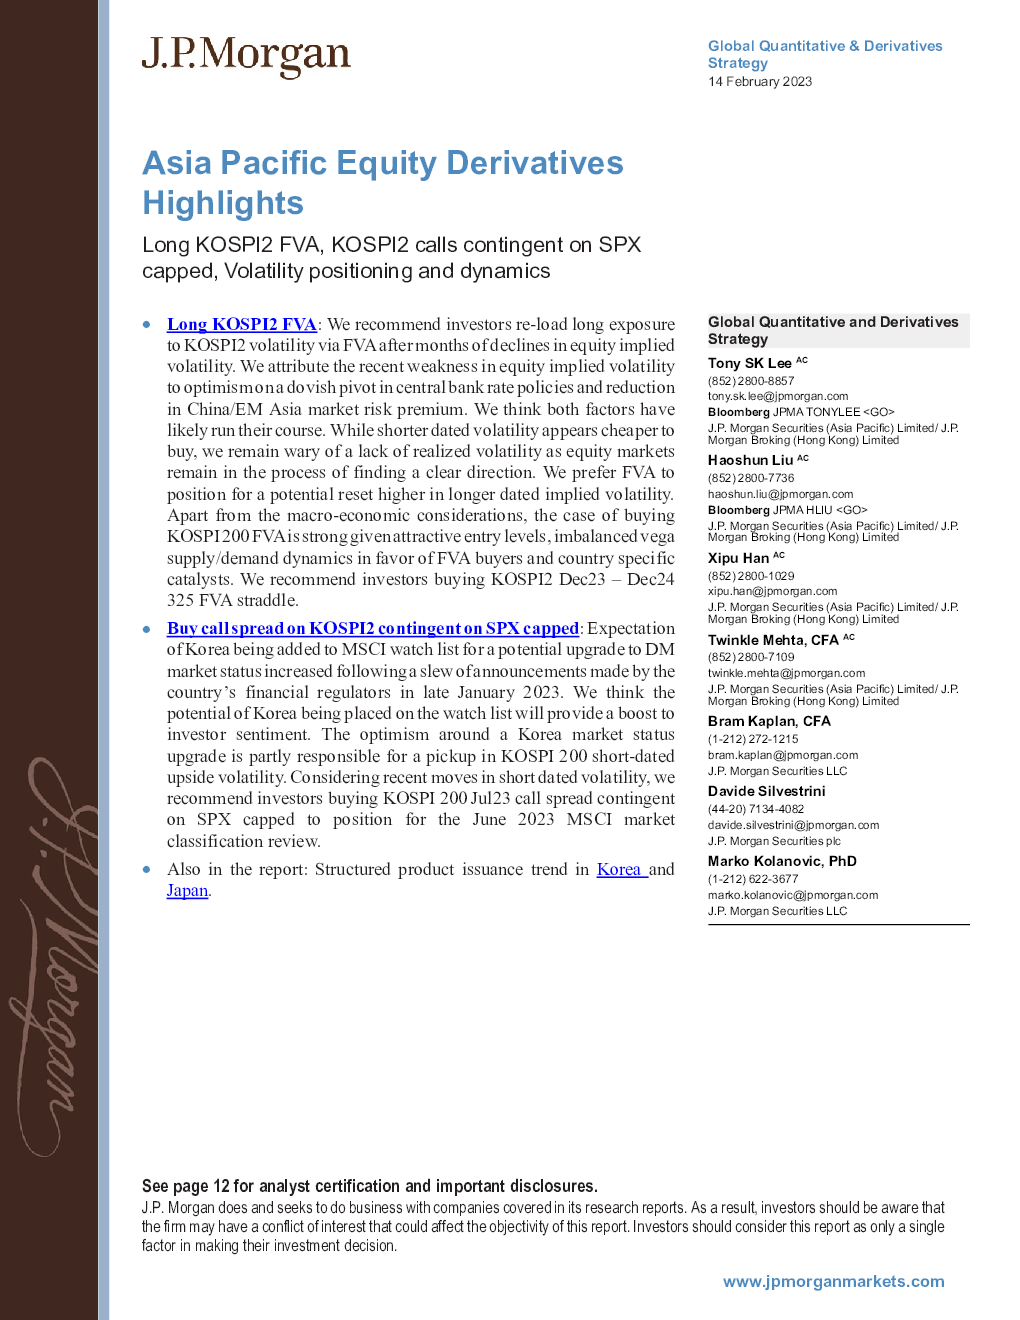 J.P.Morgan
Global Quantitative & Derivatives
Strategy
14 February 2023
Asia Pacific Equity Derivatives
Highlights
Long KOSPI2 FVA, KOSPI2 calls contingent on SPX
capped, Volatility positioning and dynamics
• Long KOSPI2 FVA: We recommend investors re-load long exposure
to KOSPI2 volatility via FVA after months of declines in equity implied
volatility. We attribute the recent weakness in equity implied volatility
to optimism on a dovish pivot in central bank rate policies and reduction
in China/EM Asia market risk premium. We think both factors have
likely run their course. While shorter dated volatility appears cheaper to
buy, we remain wary of a lack of realized volatility as equity markets
remain in the process of finding a clear direction. We prefer FVA to
position for a potential reset higher in longer dated implied volatility.
Apart from the macro-economic considerations, the case of buying
KOSPI 200 FVA is strong given attractive entry levels, imbalanced vega
supply/demand dynamics in favor of FVA buyers and country specific
catalysts. We recommend investors buying KOSPI2 Dec23 – Dec24
325 FVA straddle.
• Buy call spread on KOSPI2 contingent on SPX capped: Expectation
of Korea being added to MSCI watch list for a potential upgrade to DM
market status increased following a slew of announcements made by the
country's financial regulators in late January 2023. We think the
potential of Korea being placed on the watch list will provide a boost to
investor sentiment. The optimism around a Korea market status
upgrade is partly responsible for a pickup in KOSPI 200 short-dated
upside volatility. Considering recent moves in short dated volatility, we
recommend investors buying KOSPI 200 Jul23 call spread contingent
on SPX capped to position for the June 2023 MSCI market
classification review.
• Also in the report: Structured product issuance trend in Korea and
Japan.
Global Quantitative and Derivatives
Strategy
Tony SK Lee AC
(852) 2800-8857
tony.sk.lee@jpmorgan.com
Bloomberg JPMA TONYLEE <GO>
J.P. Morgan Securities (Asia Pacific) Limited/ J.P.
Morgan Broking (Hong Kong) Limited
Haoshun Liu AC
(852) 2800-7736
haoshun.liu@jpmorgan.com
Bloomberg JPMA HLIU <GO>
J.P. Morgan Securities (Asia Pacific) Limited/ J.P.
Morgan Broking (Hong Kong) Limited
Xipu Han AC
(852) 2800-1029
xipu.han@jpmorgan.com
J.P. Morgan Securities (Asia Pacific) Limited/ J.P.
Morgan Broking (Hong Kong) Limited
Twinkle Mehta, CFA AC
(852) 2800-7109
twinkle.mehta@jpmorgan.com
J.P. Morgan Securities (Asia Pacific) Limited/ J.P.
Morgan Broking (Hong Kong) Limited
Bram Kaplan, CFA
(1-212) 272-1215
bram.kaplan@jpmorgan.com
J.P. Morgan Securities LLC
Davide Silvestrini
(44-20) 7134-4082
davide.silvestrini@jpmorgan.com
J.P. Morgan Securities plc
Marko Kolanovic, PhD
(1-212) 622-3677
marko.kolanovic@jpmorgan.com
J.P. Morgan Securities LLC
J.P. Morgan
See page 12 for analyst certification and important disclosures.
J.P. Morgan does and seeks to do business with companies covered in its research reports. As a result, investors should be aware that
the firm may have a conflict of interest that could affect the objectivity of this report. Investors should consider this report as only a single
factor in making their investment decision.
www.jpmorganmarkets.com